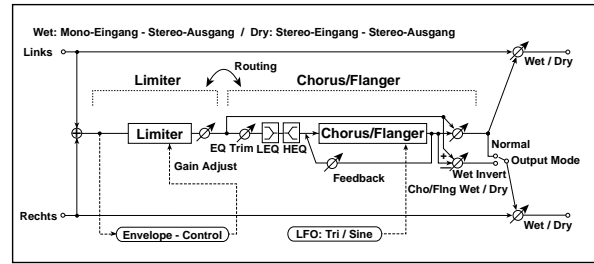 Wet: Mono-Eingang - Stereo-Ausgang / Dry: Stereo-Eingang - Stereo-Ausgang
Links
Wet / Dry
Routing
Limiter
Chorus/Flanger
Limiter
EQ Trim
LEQ
HEQ
Chorus/Flanger
Normal
Output Mode
Gain Adjust
Feedback
+
–
Wet Invert
Cho/Flng Wet / Dry
Rechts
Envelope - Control
LFO: Tri / Sine
Wet / Dry